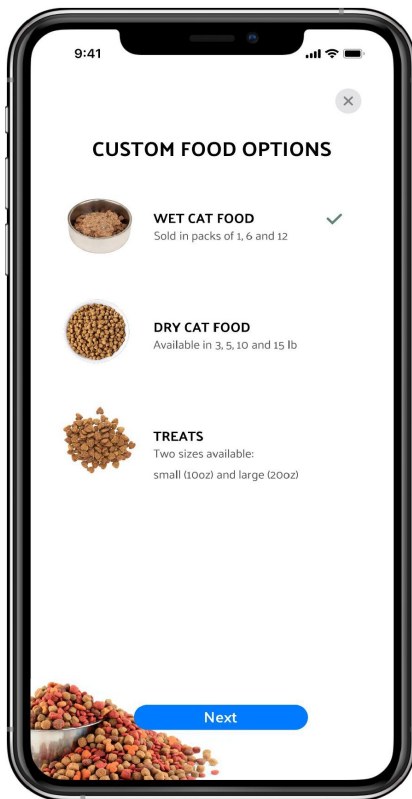 9:41
CUSTOM FOOD OPTIONS
WET CAT FOOD
Sold in packs of 1, 6 and 12
DRY CAT FOOD
Available in 3, 5, 10 and 15 lb
TREATS
Two sizes available:
small (10oz) and large (20oz)
Next